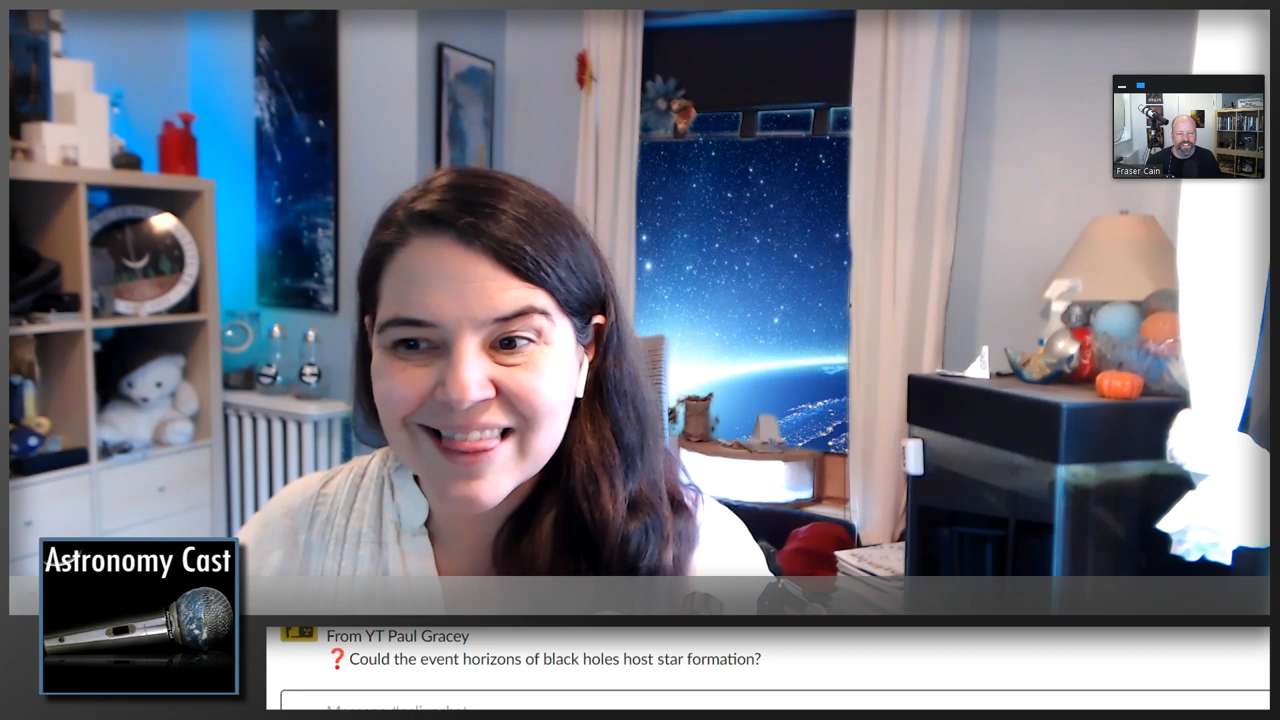 Fraser Cain
Astronomy Cast
From YT Paul Gracey
❓Could the event horizons of black holes host star formation?